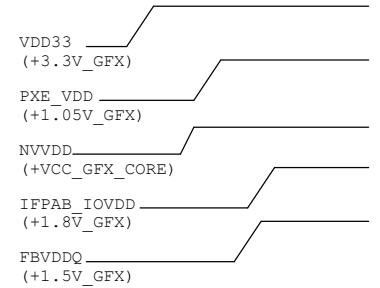 VDD33
(+3.3V_GFX)
PXE_VDD
(+1.05V_GFX)
NVVDD
(+VCC_GFX_CORE)
IFPAB_IOVDD
(+1.8V_GFX)
FBVDDQ
(+1.5V_GFX)